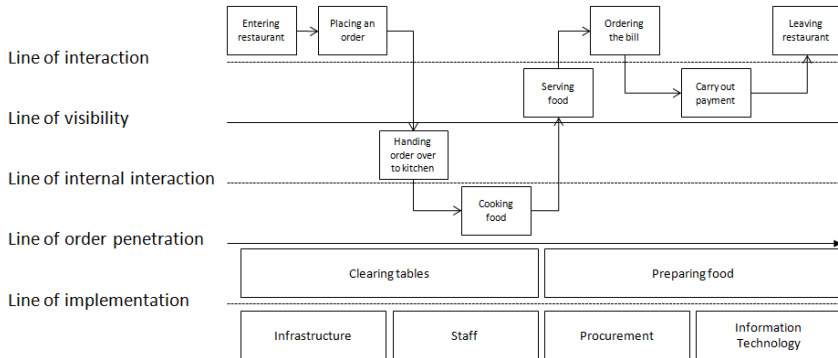 Entering
restaurant
Placing an
order
Ordering
the bill
Leaving
restaurant
Line of interaction
Serving
food
Carry out
payment
Line of visibility
Handing
order over
to kitchen
Line of internal interaction
Cooking
food
Line of order penetration
Clearing tables
Preparing food
Line of implementation
Infrastructure
Staff
Procurement
Information
Technology